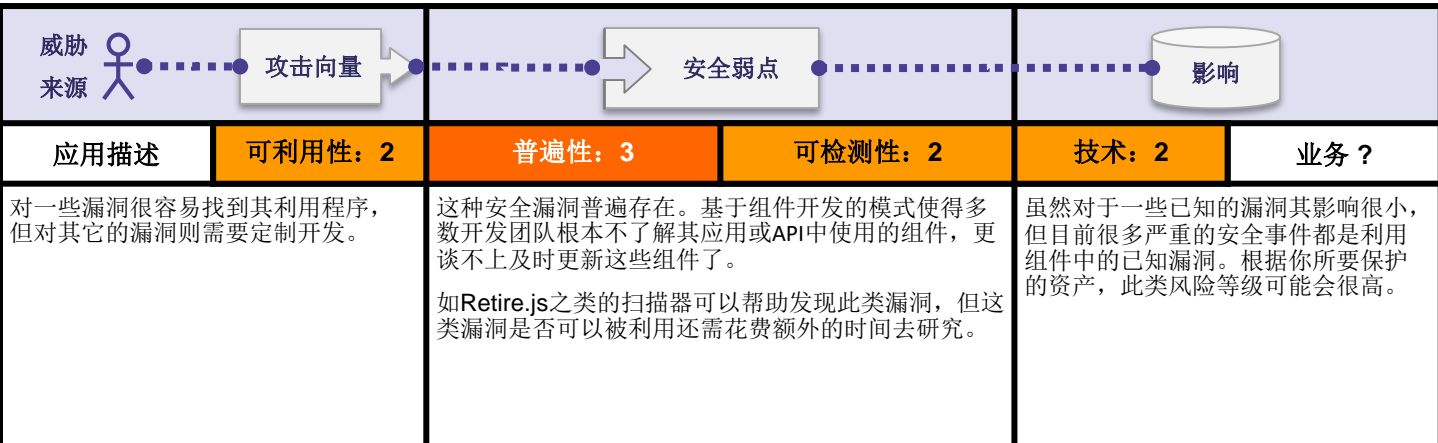 威胁
来源
攻击向量
安全弱点
影响
应用描述
可利用性：2
普遍性：3
可检测性：2
技术：2
业务 ?
对一些漏洞很容易找到其利用程序，
但对其它的漏洞则需要定制开发。
这种安全漏洞普遍存在。基于组件开发的模式使得多
数开发团队根本不了解其应用或API中使用的组件，更
谈不上及时更新这些组件了。
如Retire.js之类的扫描器可以帮助发现此类漏洞，但这
类漏洞是否可以被利用还需花费额外的时间去研究。
虽然对于一些已知的漏洞其影响很小，
但目前很多严重的安全事件都是利用
组件中的已知漏洞。根据你所要保护
的资产，此类风险等级可能会很高。